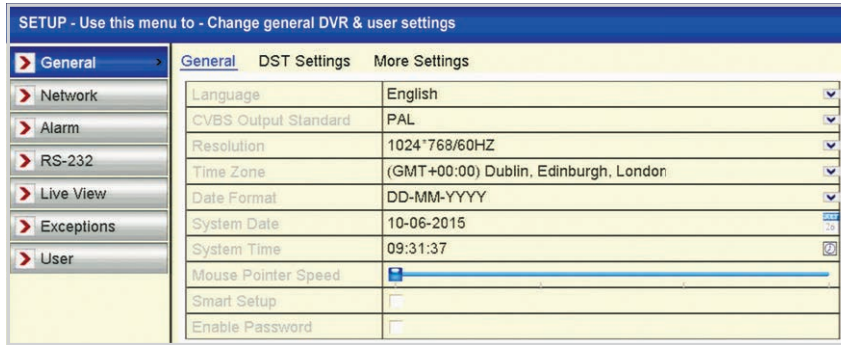 SETUP - Use this menu to - Change general DVR & user settings
General
Network
Alarm
RS-232
Live View
Exceptions
User
General DST Settings More Settings
Language English
CVBS Output Standard PAL
Resolution 1024*768/60HZ
Time Zone (GMT+00:00) Dublin, Edinburgh, London
Date Format DD-MM-YYYY
System Date 10-06-2015
System Time 09:31:37
Mouse Pointer Speed
Smart Setup
Enable Password